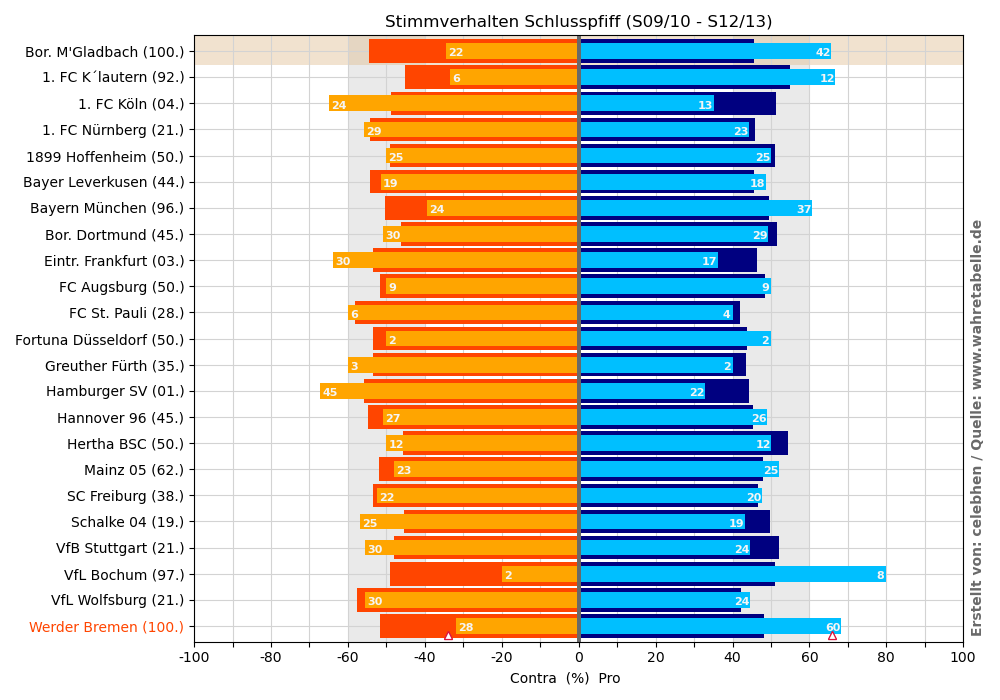 Stimmverhalten Schlusspfiff (S09/10 - S12/13)
Bor. M'Gladbach (100.) 22 42
1. FC K´lautern (92.) 6 12
1. FC Köln (04.) 24 13
1. FC Nürnberg (21.) 29 23
1899 Hoffenheim (50.) 25 25
Bayer Leverkusen (44.) 19 18
Bayern München (96.) 24 37
Bor. Dortmund (45.) 30 29
Eintr. Frankfurt (03.) 30 17
FC Augsburg (50.) 9 9
FC St. Pauli (28.) 6 4
Fortuna Düsseldorf (50.) 2 2
Greuther Fürth (35.) 3 2
Hamburger SV (01.) 45 22
Hannover 96 (45.) 27 26
Hertha BSC (50.) 12 12
Mainz 05 (62.) 23 25
SC Freiburg (38.) 22 20
Schalke 04 (19.) 25 19
VfB Stuttgart (21.) 30 24
VfL Bochum (97.) 2 8
VfL Wolfsburg (21.) 30 24
Werder Bremen (100.) 28 60
-100 -80 -60 -40 -20 0 20 40 60 80 100
Contra (%) Pro
Erstellt von: celebhen / Quelle: www.wahretabelle.de